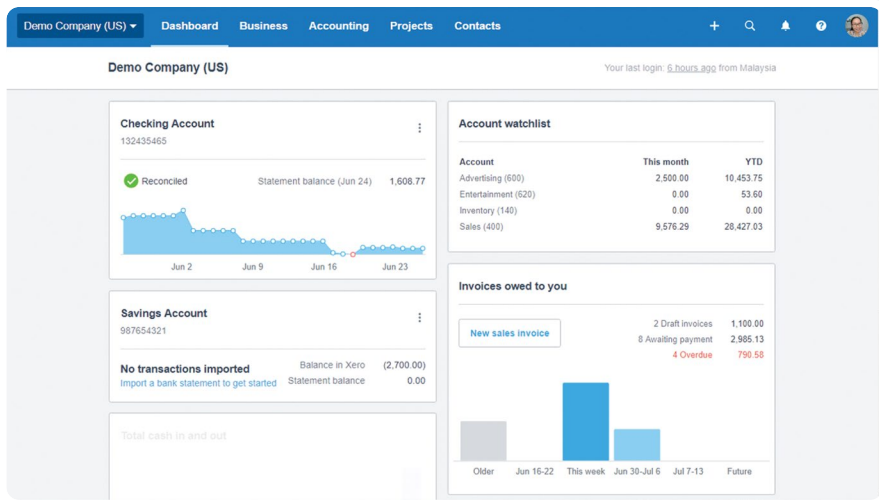 Demo Company (US) Dashboard Business Accounting Projects Contacts
Demo Company (US)
Your last login: 6 hours ago from Malaysia
Checking Account
132435465
Reconciled Statement balance (Jun 24) 1,608.77
Jun 2 Jun 9 Jun 16 Jun 23
Savings Account
987654321
No transactions imported
Import a bank statement to get started
Balance in Xero (2,700.00)
Statement balance 0.00
Total cash in and out
Account watchlist
Account This month YTD
Advertising (600) 2,500.00 10,453.75
Entertainment (620) 0.00 53.60
Inventory (140) 0.00 0.00
Sales (400) 9,576.29 28,427.03
Invoices owed to you
New sales invoice
2 Draft invoices 1,100.00
8 Awaiting payment 2,985.13
4 Overdue 790.58
Older Jun 16-22 This week Jun 30-Jul 6 Jul 7-13 Future